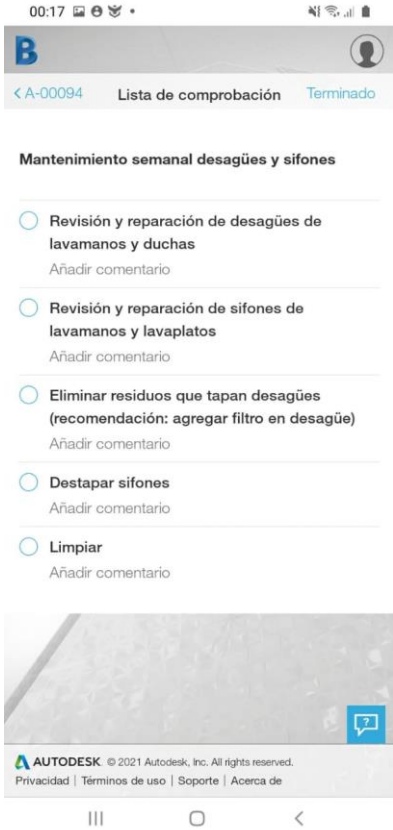 00:17
B
< A-00094 Lista de comprobación Terminado
Mantenimiento semanal desagües y sifones
Revisión y reparación de desagües de
lavamanos y duchas
Añadir comentario
Revisión y reparación de sifones de
lavamanos y lavaplatos
Añadir comentario
Eliminar residuos que tapan desagües
(recomendación: agregar filtro en desagüe)
Añadir comentario
Destapar sifones
Añadir comentario
Limpiar
Añadir comentario
?
AUTODESK © 2021 Autodesk, Inc. All rights reserved.
Privacidad | Términos de uso | Soporte | Acerca de